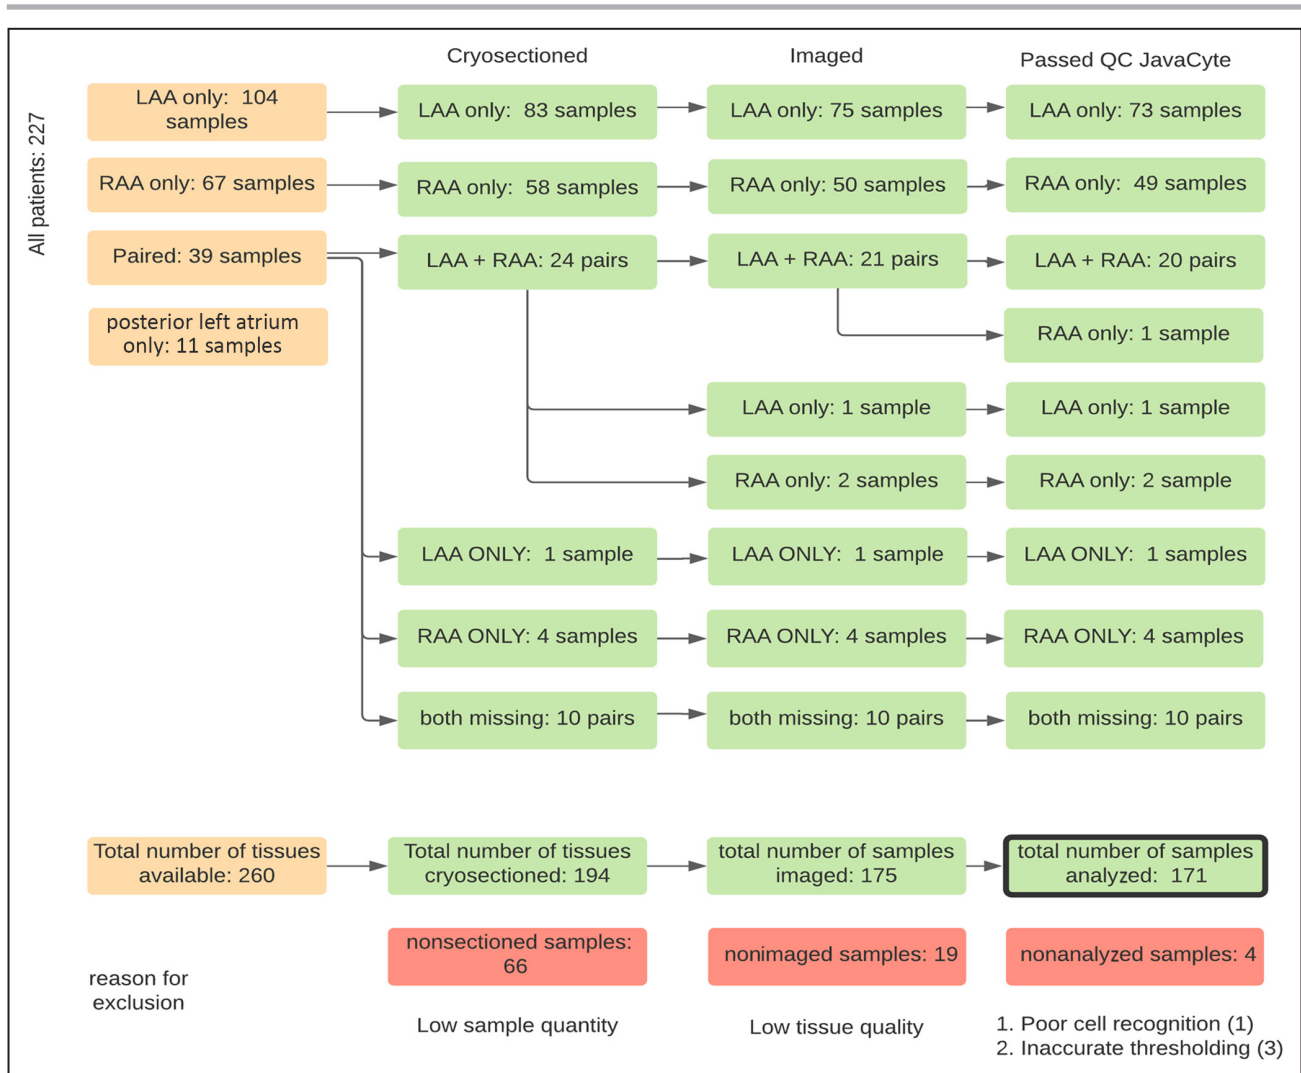 Cryosectioned
Imaged
Passed QC JavaCyte
All patients: 227
LAA only:  104
samples
LAA only:  83 samples
LAA only: 75 samples
LAA only: 73 samples
RAA only: 67 samples
RAA only:  58 samples
RAA only: 50 samples
RAA only:  49 samples
Paired: 39 samples
LAA + RAA: 24 pairs
LAA + RAA: 21 pairs
LAA + RAA: 20 pairs
posterior left atrium
only: 11 samples
RAA only: 1 sample
LAA only: 1 sample
LAA only: 1 sample
RAA only: 2 samples
RAA only: 2 sample
LAA ONLY:  1 sample
LAA ONLY:  1 sample
LAA ONLY:  1 samples
RAA ONLY: 4 samples
RAA ONLY: 4 samples
RAA ONLY: 4 samples
both missing: 10 pairs
both missing: 10 pairs
both missing: 10 pairs
Total number of tissues
available: 260
Total number of tissues
cryosectioned: 194
total number of samples
imaged: 175
total number of samples
analyzed:  171
nonsectioned samples:
66
nonimaged samples: 19
nonanalyzed samples: 4
reason for
exclusion
Low sample quantity
Low tissue quality
1. Poor cell recognition (1)
2. Inaccurate thresholding (3)